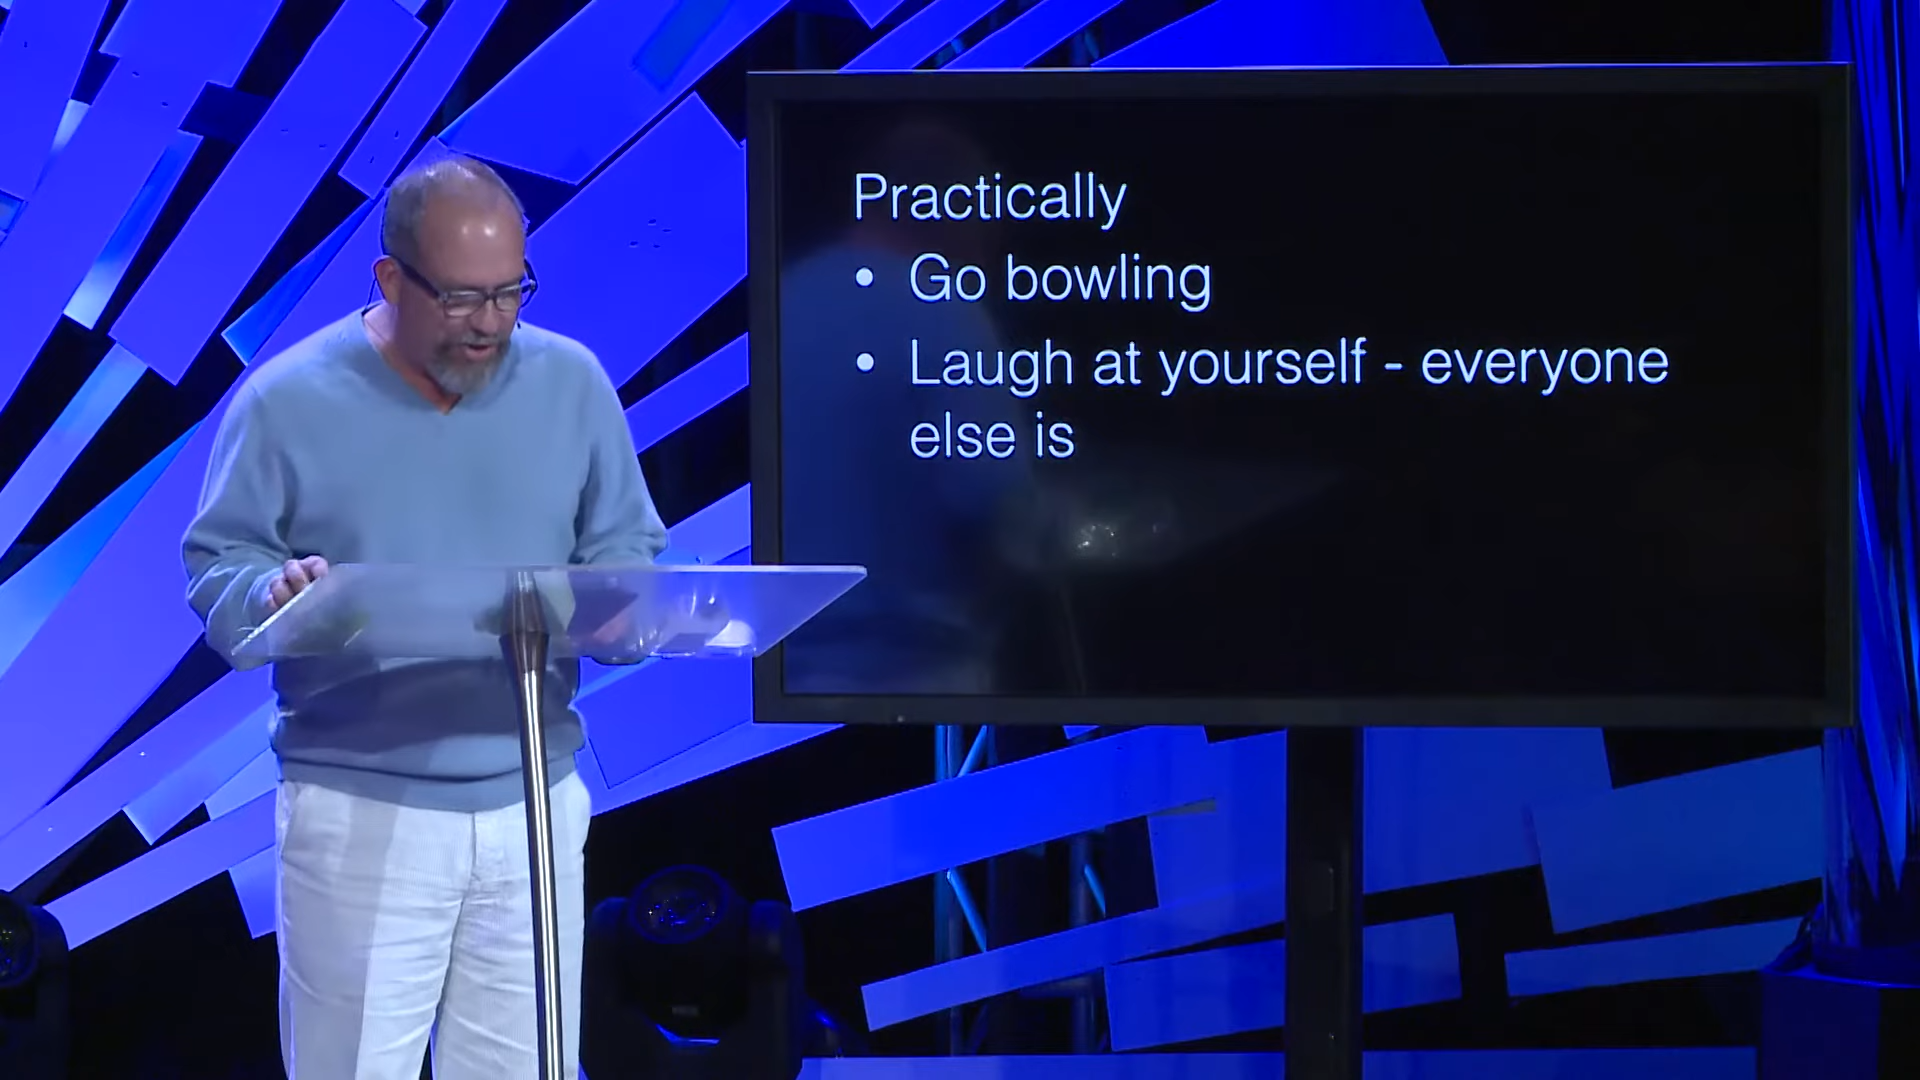 Practically
• Go bowling
• Laugh at yourself - everyone
else is